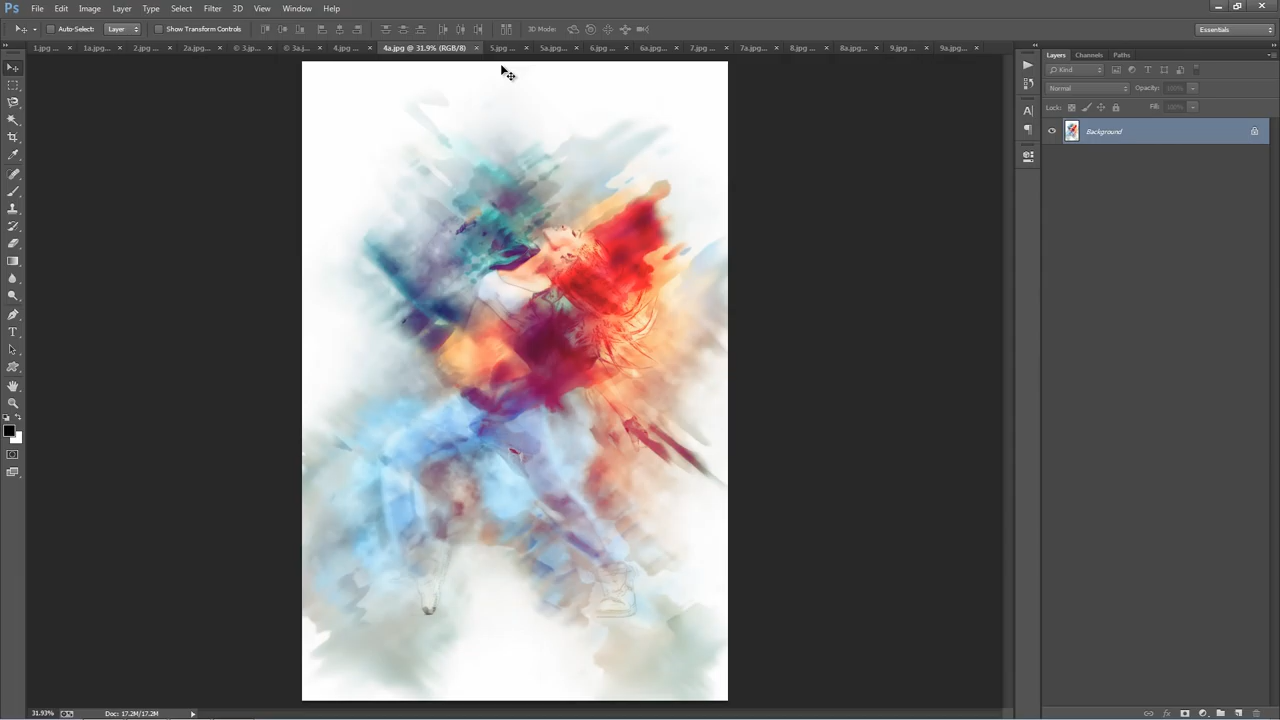 Ps File Edit Image Layer Type Select Filter 3D View Window Help
Auto-Select: Layer Show Transform Controls 3D Mode: Essentials
1.jpg ... × 1a.jpg ... × 2.jpg ... × 2a.jpg ... × © 3.jpg... × © 3a.j... × 4.jpg ... × 4a.jpg @ 31.9% (RGB/8) × 5.jpg ... × 5a.jpg... × 6.jpg ... × 6a.jpg... × 7.jpg ... × 7a.jpg... × 8.jpg ... × 8a.jpg... × 9.jpg ... × 9a.jpg... ×
Layers Channels Paths
Kind
Normal Opacity: 100%
Lock: Fill: 100%
Background
31.93% Doc: 17.2M/17.2M